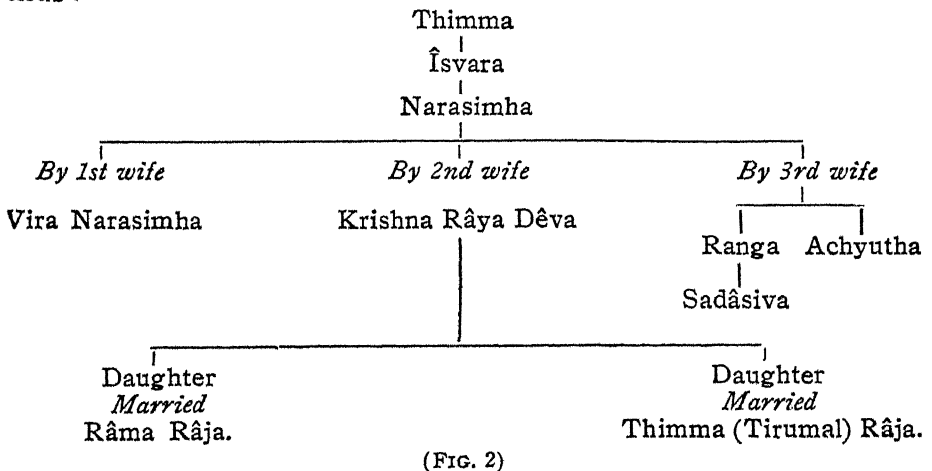 Thimma
Îsvara
Narasimha
By 1st wife By 2nd wife By 3rd wife
Vira Narasimha Krishna Râya Dêva
Ranga Achyutha
Sadâsiva
Daughter Daughter
Married Married
Râma Râja. Thimma (Tirumal) Râja.
(FIG. 2)